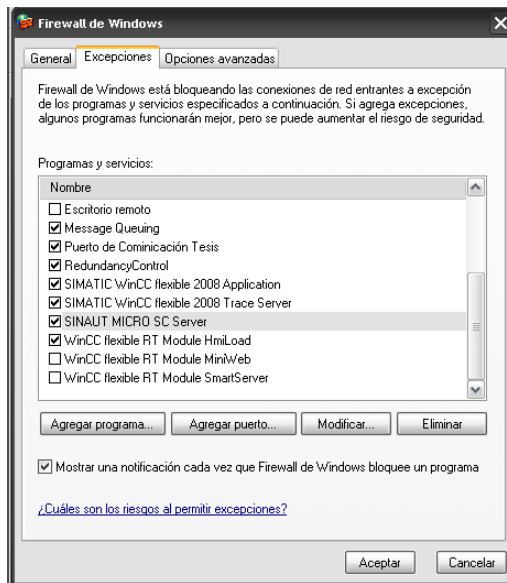 Firewall de Windows
General
Excepciones
Opciones avanzadas
Firewall de Windows está bloqueando las conexiones de red entrantes a excepción
de los programas y servicios especificados a continuación. Si agrega excepciones,
algunos programas funcionarán mejor, pero se puede aumentar el riesgo de seguridad.
Programas y servicios:
Nombre
Escritorio remoto
Message Queuing
Puerto de Cominicación Tesis
RedundancyControl
SIMATIC WinCC flexible 2008 Application
SIMATIC WinCC flexible 2008 Trace Server
SINAUT MICRO SC Server
WinCC flexible RT Module HmiLoad
WinCC flexible RT Module MiniWeb
WinCC flexible RT Module SmartServer
Agregar programa...
Agregar puerto...
Modificar...
Eliminar
Mostrar una notificación cada vez que Firewall de Windows bloquee un programa
¿Cuáles son los riesgos al permitir excepciones?
Aceptar
Cancelar